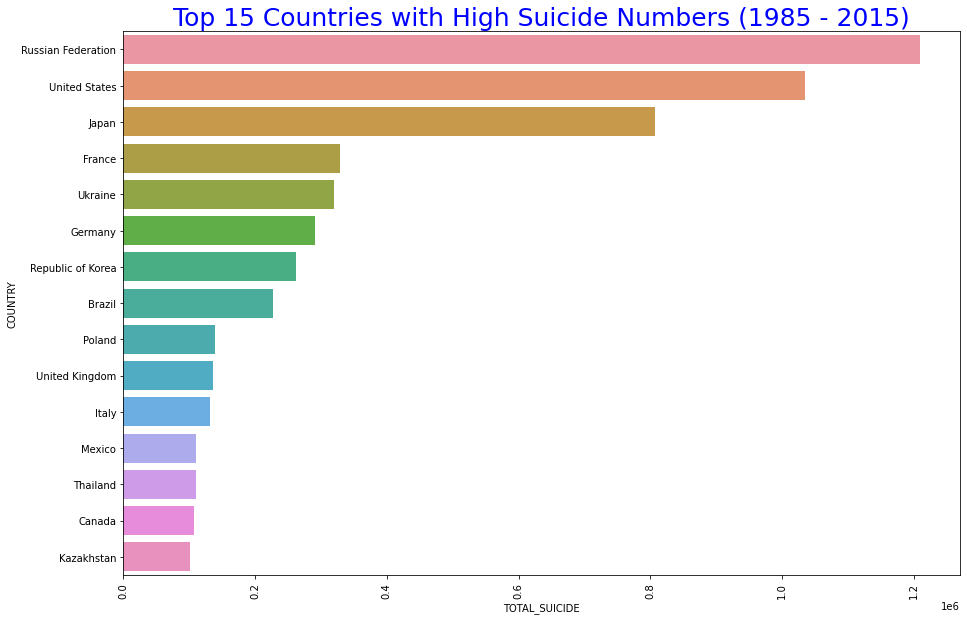 Top 15 Countries with High Suicide Numbers (1985 - 2015)
Russian Federation
United States
Japan
France
Ukraine
Germany
Republic of Korea
Brazil
Poland
United Kingdom
Italy
Mexico
Thailand
Canada
Kazakhstan
COUNTRY
0.0
0.2
0.4
0.6
0.8
1.0
1.2
1e6
TOTAL_SUICIDE